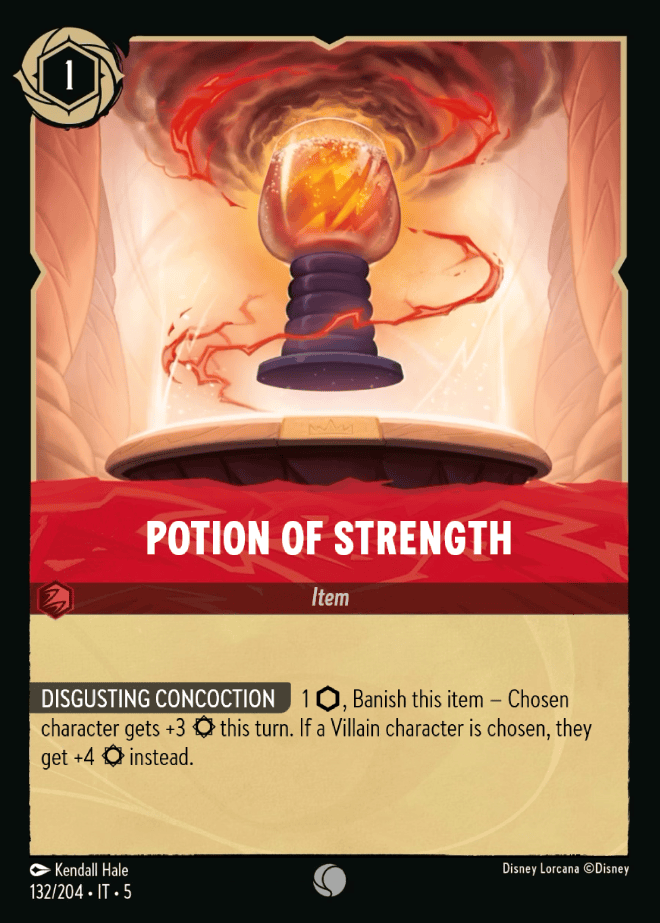 1
POTION OF STRENGTH
Item
DISGUSTING CONCOCTION 1 ⬡, Banish this item – Chosen
character gets +3 ¤ this turn. If a Villain character is chosen, they
get +4 ¤ instead.
Kendall Hale
Disney Lorcana ©Disney
132/204 • IT • 5